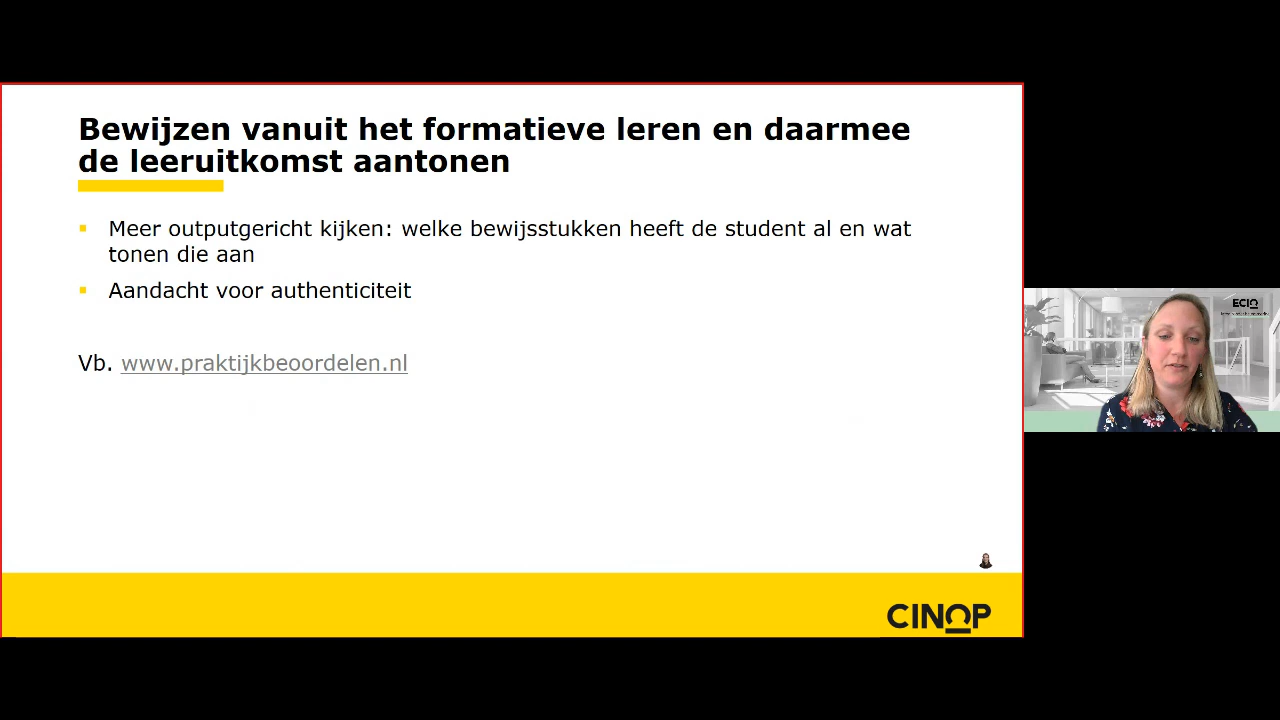 Bewijzen vanuit het formatieve leren en daarmee
de leeruitkomst aantonen
Meer outputgericht kijken: welke bewijsstukken heeft de student al en wat
tonen die aan
Aandacht voor authenticiteit
Vb. www.praktijkbeoordelen.nl
ECIO
CINOP